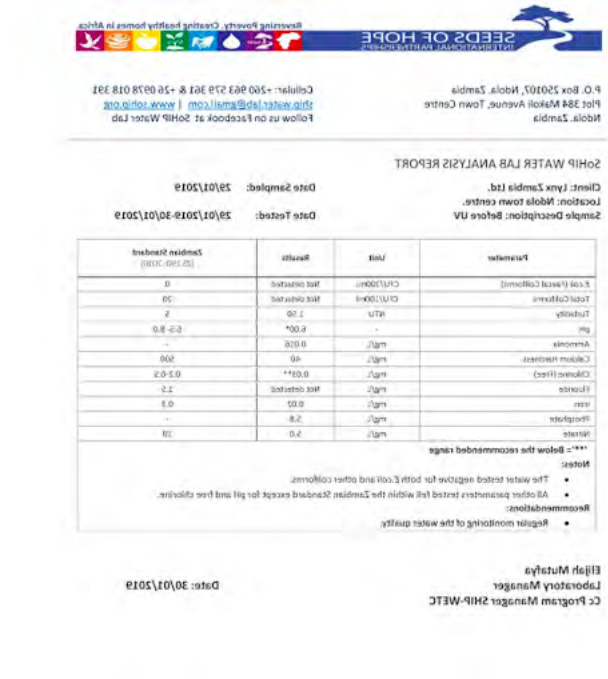 SEEDS OF HOPE
INTERNATIONAL PARTNERSHIPS
Reversing Poverty. Creating healthy homes in Africa
P.O. Box 250107, Ndola. Zambia
Plot 384 Makoli Avenue, Town Centre
Ndola. Zambia
Cellular: +260 963 579 361 & +26 0978 018 391
ship.water.lab@gmail.com | www.sohip.org
Follow us on Facebook at SoHIP Water Lab
SoHIP WATER LAB ANALYSIS REPORT
Client: Lynx Zambia Ltd.
Location: Ndola town centre.
Sample Description: Before UV
Date Sampled: 29/01/2019
Date Tested: 29/01/2019-30/01/2019
Parameter Unit Results Zambian Standard
(ZS 190-2010)
E.coli (Faecal Coliforms) CFU/100ml Not detected 0
Total Coliforms CFU/100ml Not detected 20
Turbidity NTU 1.50 5
pH - 6.00* 6.5-8.0
Ammonia mg/L 0.016 -
Calcium Hardness mg/L 40 500
Chlorine (Free) mg/L 0.03** 0.2-0.5
Fluoride mg/L Not detected 1.5
Iron mg/L 0.02 0.3
Phosphate mg/L 5.8 -
Nitrate mg/L 5.0 10
"*"= Below the recommended range
Notes:
• The water tested negative for both E.coli and other coliforms.
• All other parameters tested fell within the Zambian Standard except for pH and free chlorine.
Recommendations:
• Regular monitoring of the water quality.
Elijah Mutafya
Laboratory Manager
Cc Program Manager SHIP-WETC
Date: 30/01/2019